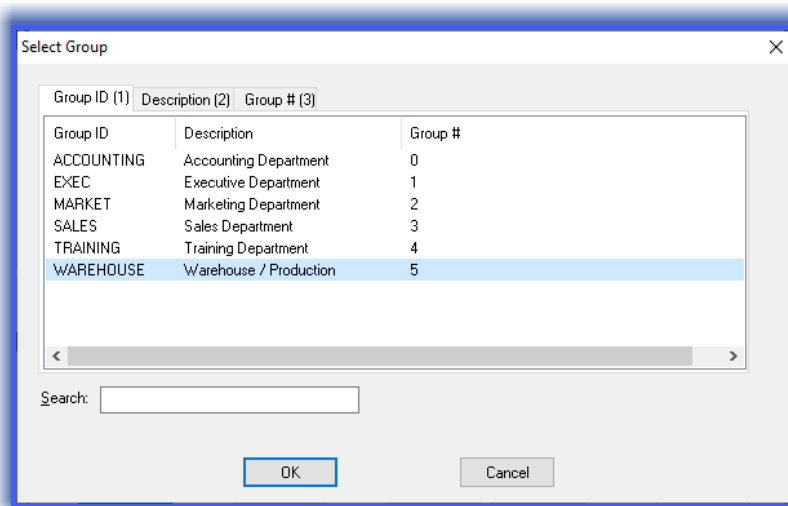 Select Group
Group ID (1) Description (2) Group # (3)
Group ID Description Group #
ACCOUNTING Accounting Department 0
EXEC Executive Department 1
MARKET Marketing Department 2
SALES Sales Department 3
TRAINING Training Department 4
WAREHOUSE Warehouse / Production 5
Search:
OK Cancel